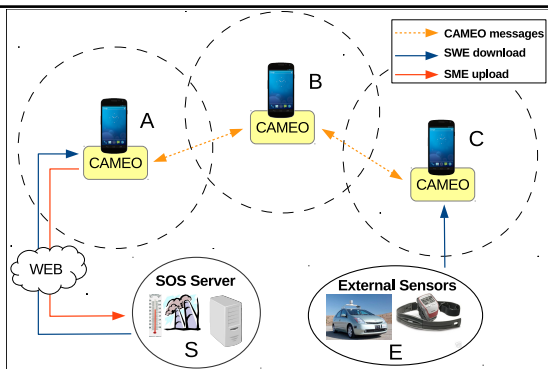 CAMEO messages
SWE download
SME upload
A
B
C
CAMEO
CAMEO
CAMEO
WEB
SOS Server
S
External Sensors
E